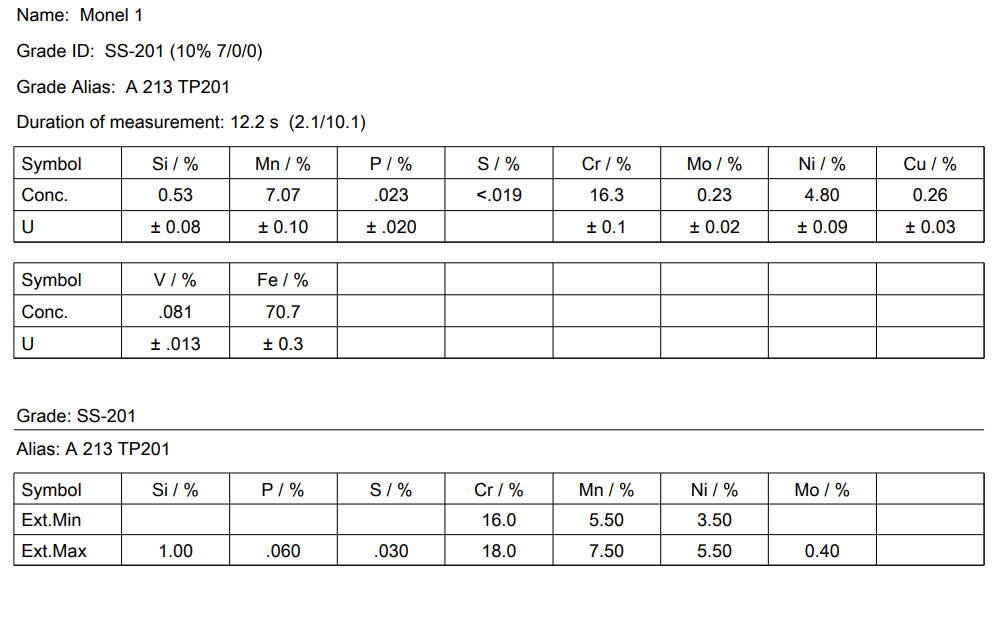 Name: Monel 1
Grade ID: SS-201 (10% 7/0/0)
Grade Alias: A 213 TP201
Duration of measurement: 12.2 s (2.1/10.1)
Symbol Si / % Mn / % P / % S / % Cr / % Mo / % Ni / % Cu / %
Conc. 0.53 7.07 .023 <.019 16.3 0.23 4.80 0.26
U ± 0.08 ± 0.10 ± .020 ± 0.1 ± 0.02 ± 0.09 ± 0.03
Symbol V / % Fe / %
Conc. .081 70.7
U ± .013 ± 0.3
Grade: SS-201
Alias: A 213 TP201
Symbol Si / % P / % S / % Cr / % Mn / % Ni / % Mo / %
Ext.Min 16.0 5.50 3.50
Ext.Max 1.00 .060 .030 18.0 7.50 5.50 0.40